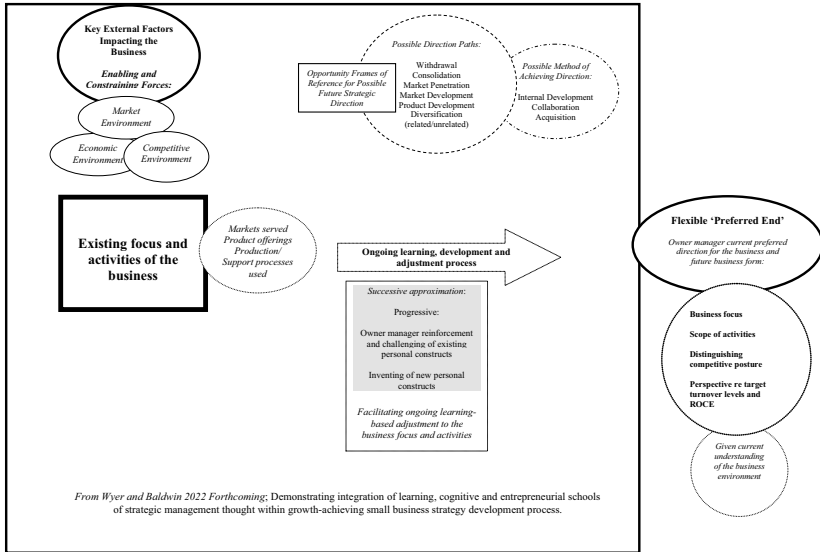 Key External Factors
Impacting the
Business
Enabling and
Constraining Forces:
Market
Environment
Economic
Environment
Competitive
Environment
Opportunity Frames of
Reference for Possible
Future Strategic
Direction
Possible Direction Paths:
Withdrawal
Consolidation
Market Penetration
Market Development
Product Development
Diversification
(related/unrelated)
Possible Method of
Achieving Direction:
Internal Development
Collaboration
Acquisition
Existing focus and
activities of the
business
Markets served
Product offerings
Production/
Support processes
used
Ongoing learning, development and
adjustment process
Successive approximation:
Progressive:
Owner manager reinforcement
and challenging of existing
personal constructs
Inventing of new personal
constructs
Facilitating ongoing learning-
based adjustment to the
business focus and activities
Flexible ‘Preferred End’
Owner manager current preferred
direction for the business and
future business form:
Business focus
Scope of activities
Distinguishing
competitive posture
Perspective re target
turnover levels and
ROCE
Given current
understanding
of the business
environment
From Wyer and Baldwin 2022 Forthcoming; Demonstrating integration of learning, cognitive and entrepreneurial schools
of strategic management thought within growth-achieving small business strategy development process.